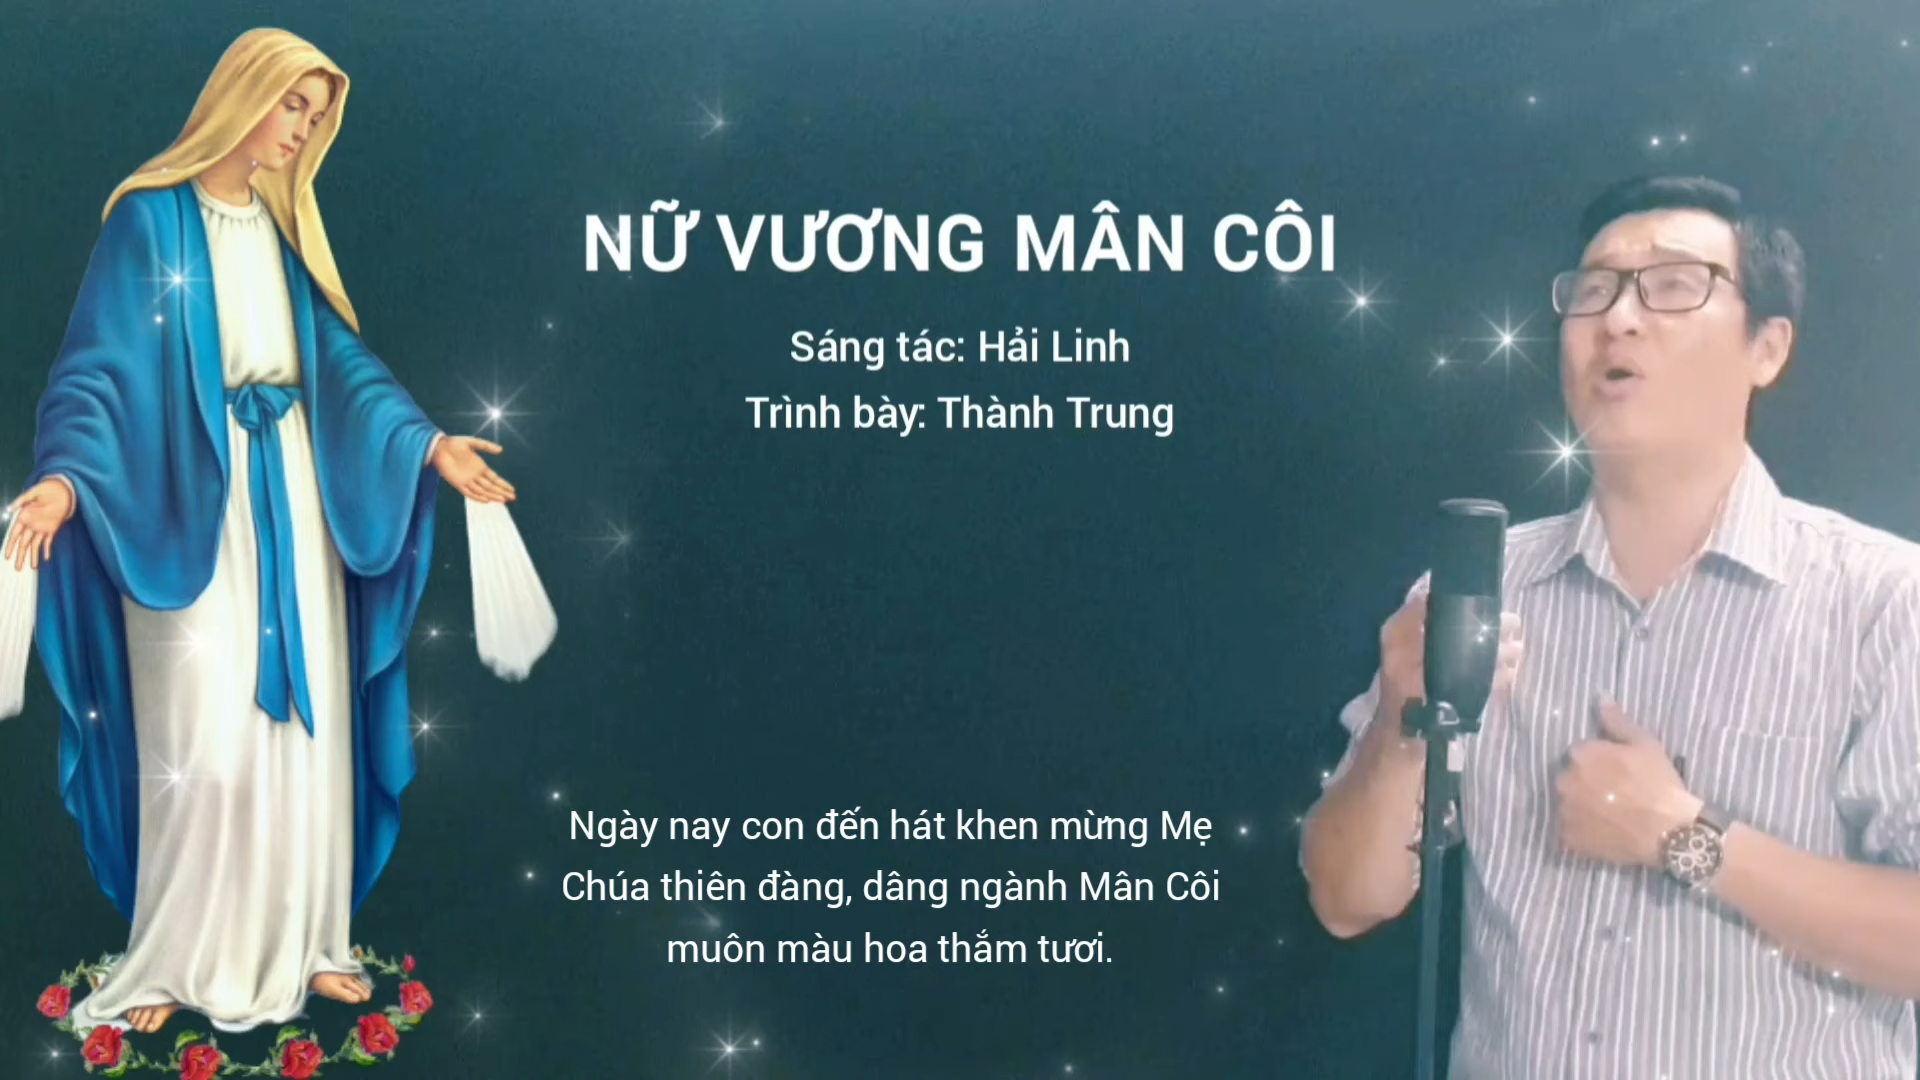 NỮ VƯƠNG MÂN CÔI
Sáng tác: Hải Linh
Trình bày: Thành Trung
Ngày nay con đến hát khen mừng Mẹ
Chúa thiên đàng, dâng ngành Mân Côi
muôn màu hoa thắm tươi.